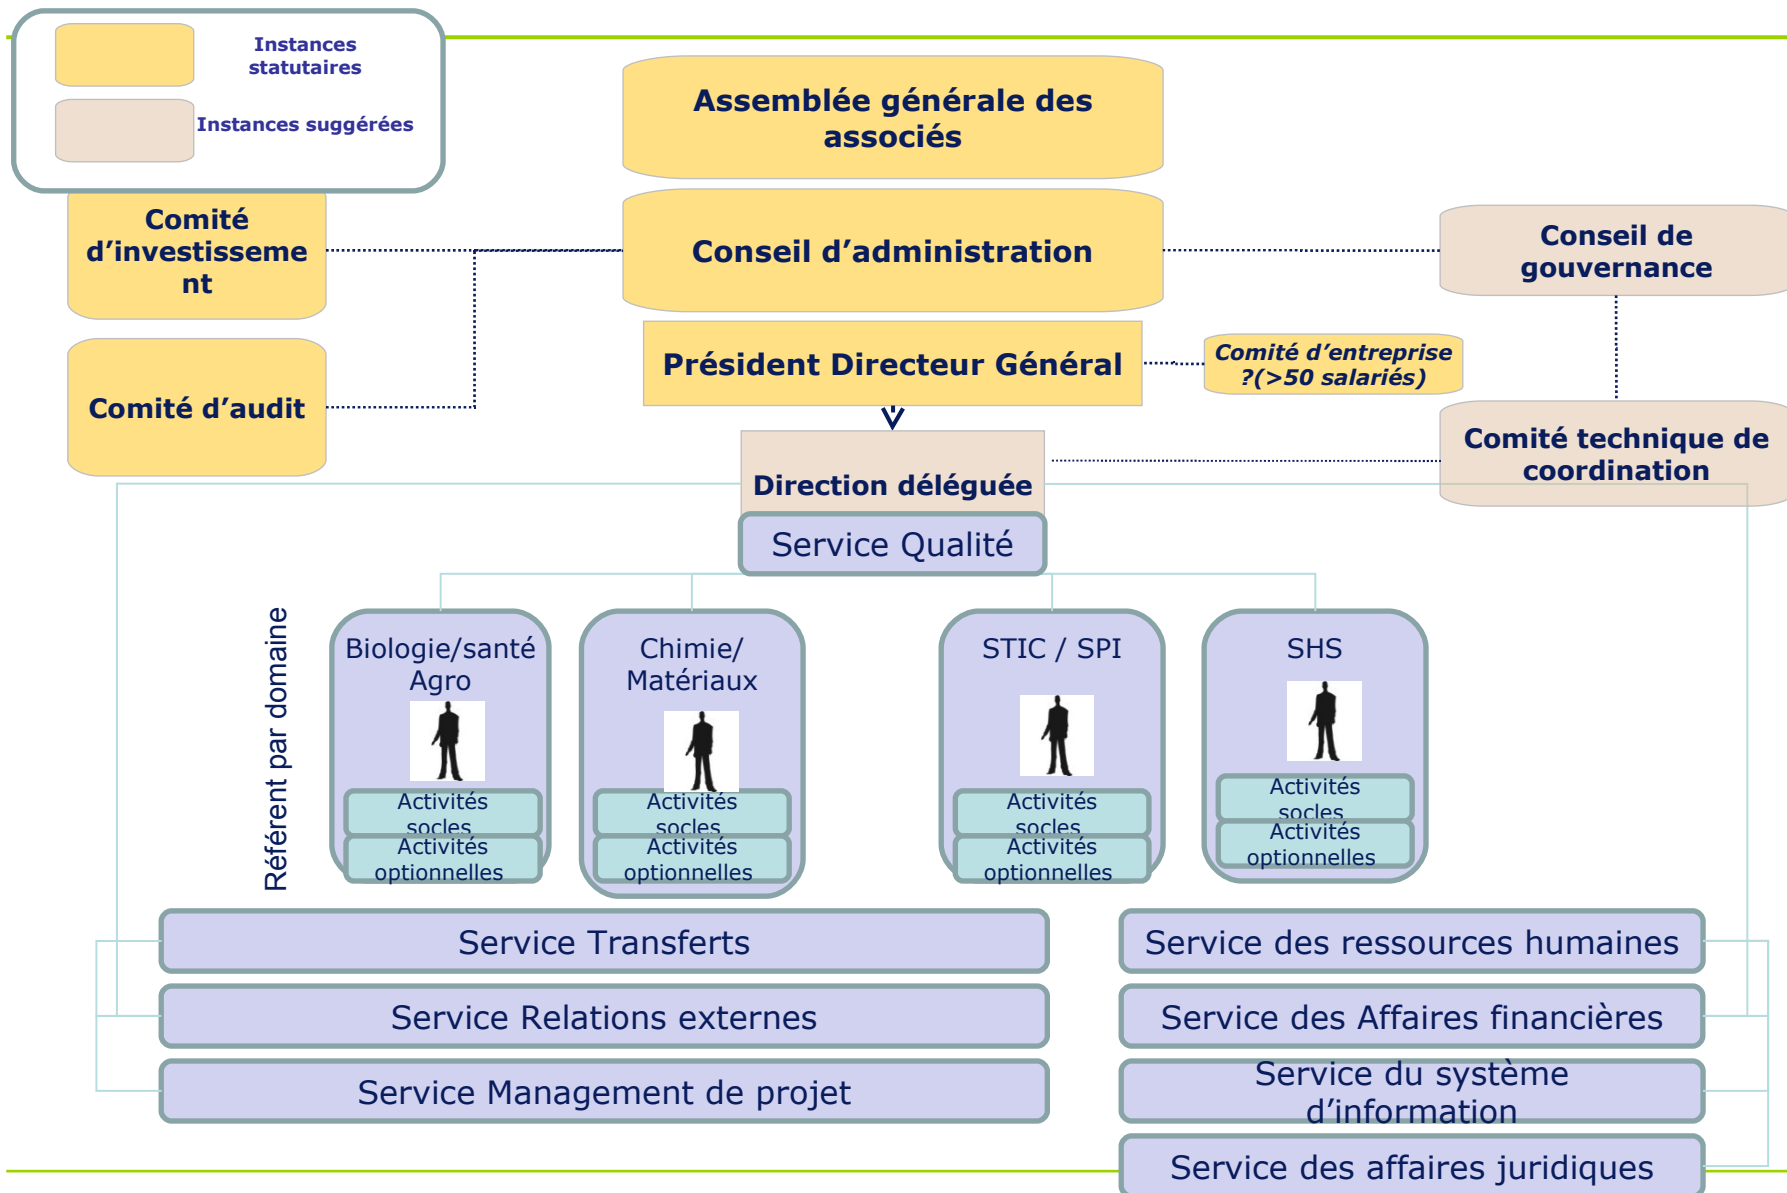 Instances
statutaires
Instances suggérées
Assemblée générale des
associés
Comité
d’investisseme
nt
Conseil d’administration
Conseil de
gouvernance
Président Directeur Général
Comité d’entreprise
?(>50 salariés)
Comité d’audit
Comité technique de
coordination
Direction déléguée
Service Qualité
Référent par domaine
Biologie/santé
Agro
Activités
socles
Activités
optionnelles
Chimie/
Matériaux
Activités
socles
Activités
optionnelles
STIC / SPI
Activités
socles
Activités
optionnelles
SHS
Activités
socles
Activités
optionnelles
Service Transferts
Service Relations externes
Service Management de projet
Service des ressources humaines
Service des Affaires financières
Service du système
d’information
Service des affaires juridiques